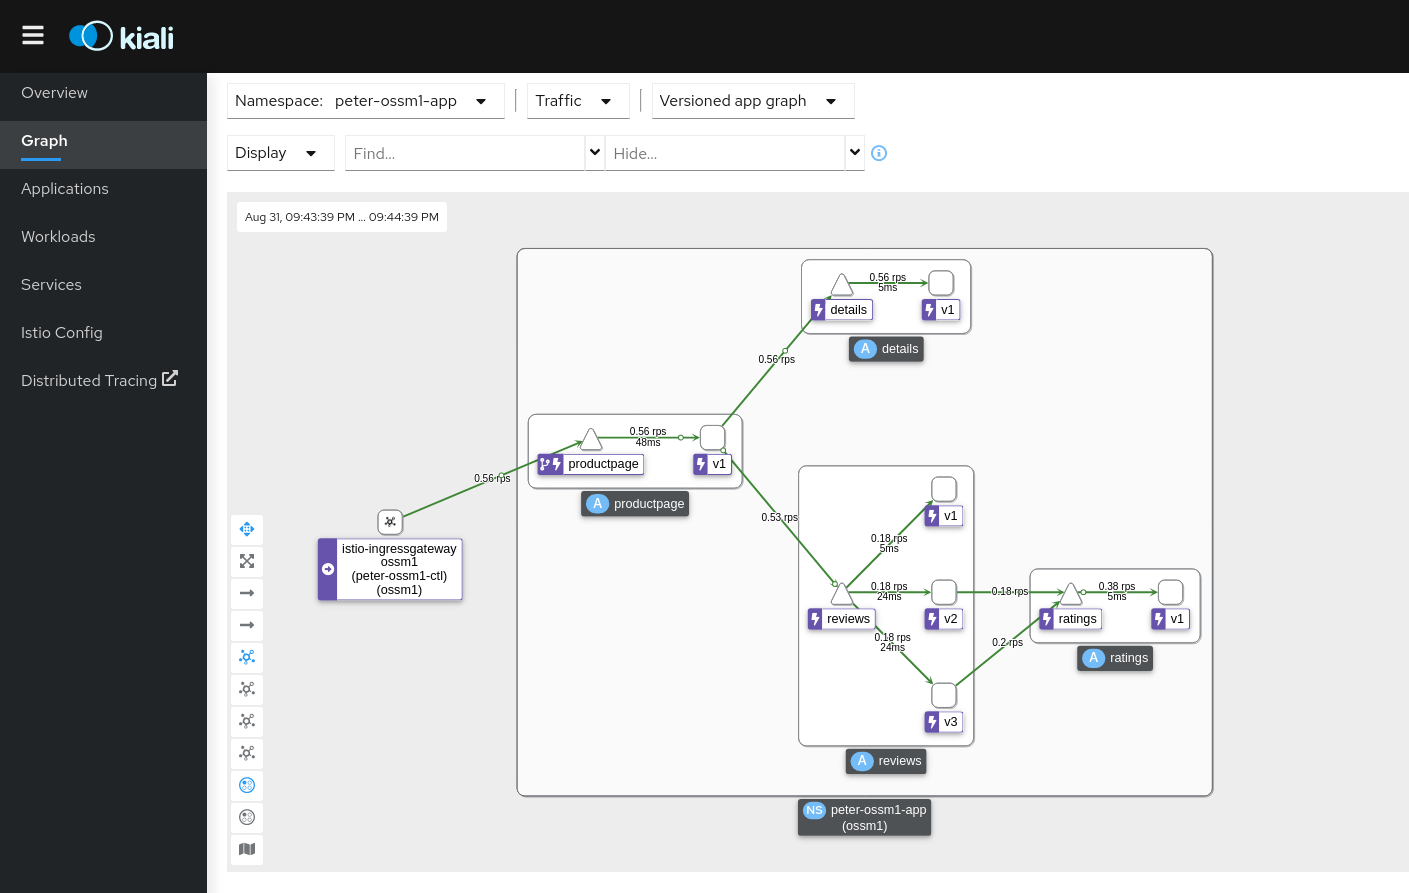 kiali
Overview
Graph
Applications
Workloads
Services
Istio Config
Distributed Tracing
Namespace: peter-ossm1-app
Traffic
Versioned app graph
Display
Find...
Hide...
Aug 31, 09:43:39 PM ... 09:44:39 PM
0.56 rps
5ms
details
v1
A details
0.56 rps
0.56 rps
48ms
productpage
v1
A productpage
0.56 rps
istio-ingressgateway
ossm1
(peter-ossm1-ctl)
(ossm1)
0.53 rps
v1
0.18 rps
5ms
0.18 rps
24ms
reviews
v2
0.18 rps
24ms
v3
A reviews
0.18 rps
0.2 rps
0.38 rps
5ms
ratings
v1
A ratings
NS peter-ossm1-app
(ossm1)